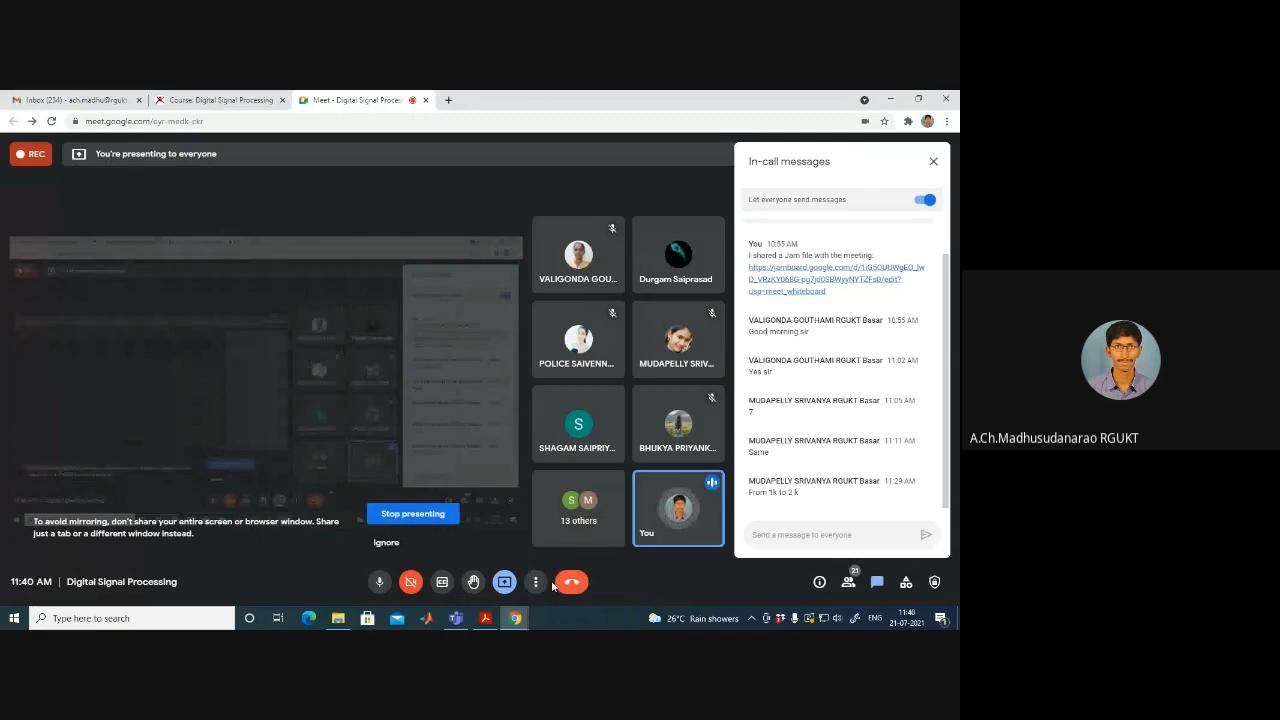 Inbox (234) - ach.madhu@rgukt
Course: Digital Signal Processing
Meet - Digital Signal Proces
meet.google.com/eyr-medk-ckr
REC
You're presenting to everyone
In-call messages
Let everyone send messages
You 10:55 AM
I shared a Jam file with the meeting:
usp=meet_whiteboard
VALIGONDA GOUTHAMI RGUKT Basar 10:55 AM
Good morning sir
VALIGONDA GOUTHAMI RGUKT Basar 11:02 AM
Yes sir
MUDAPELLY SRIVANYA RGUKT Basar 11:05 AM
7
MUDAPELLY SRIVANYA RGUKT Basar 11:11 AM
Same
MUDAPELLY SRIVANYA RGUKT Basar 11:29 AM
From 1k to 2 k
Send a message to everyone
VALIGONDA GOU...
Durgam Saiprasad
POLICE SAIVENN...
MUDAPELLY SRIV...
S
SHAGAM SAIPRIY...
BHUKYA PRIYANK...
S M
13 others
You
To avoid mirroring, don't share your entire screen or browser window. Share
just a tab or a different window instead.
Stop presenting
Ignore
11:40 AM | Digital Signal Processing
21
Type here to search
26°C Rain showers
ENG
11:40
21-07-2021
A.Ch.Madhusudanarao RGUKT